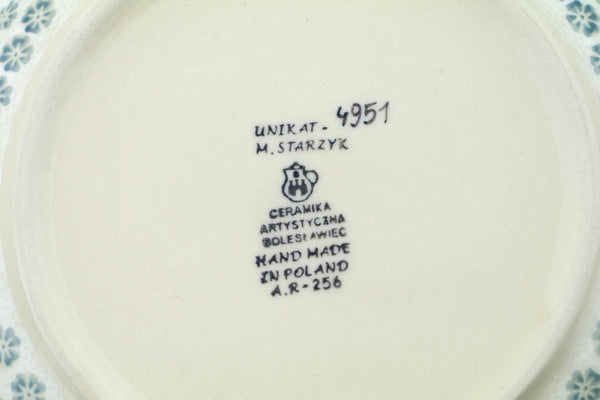 UNIKAT - 4951
M. STARZYK
CERAMIKA
ARTYSTYCZNA
BOLESŁAWIEC
HAND MADE
IN POLAND
A.R-256